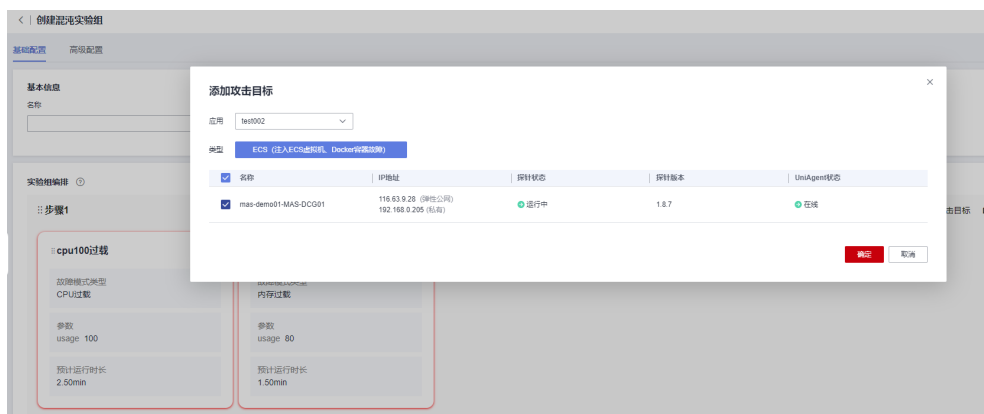 创建混沌实验组
基础配置 高级配置
基本信息
名称
添加攻击目标
应用 test002
类型 ECS (注入ECS虚拟机、Docker容器故障)
名称 IP地址 探针状态 探针版本 UniAgent状态
mas-demo01-MAS-DCG01 116.63.9.28 (弹性公网) 运行中 1.8.7 在线
192.168.0.205 (私有)
确定 取消
实验组编排
步骤1
击目标
cpu100过载
故障模式类型
CPU过载 内存过载
参数 参数
usage 100 usage 80
预计运行时长 预计运行时长
2.50min 1.50min